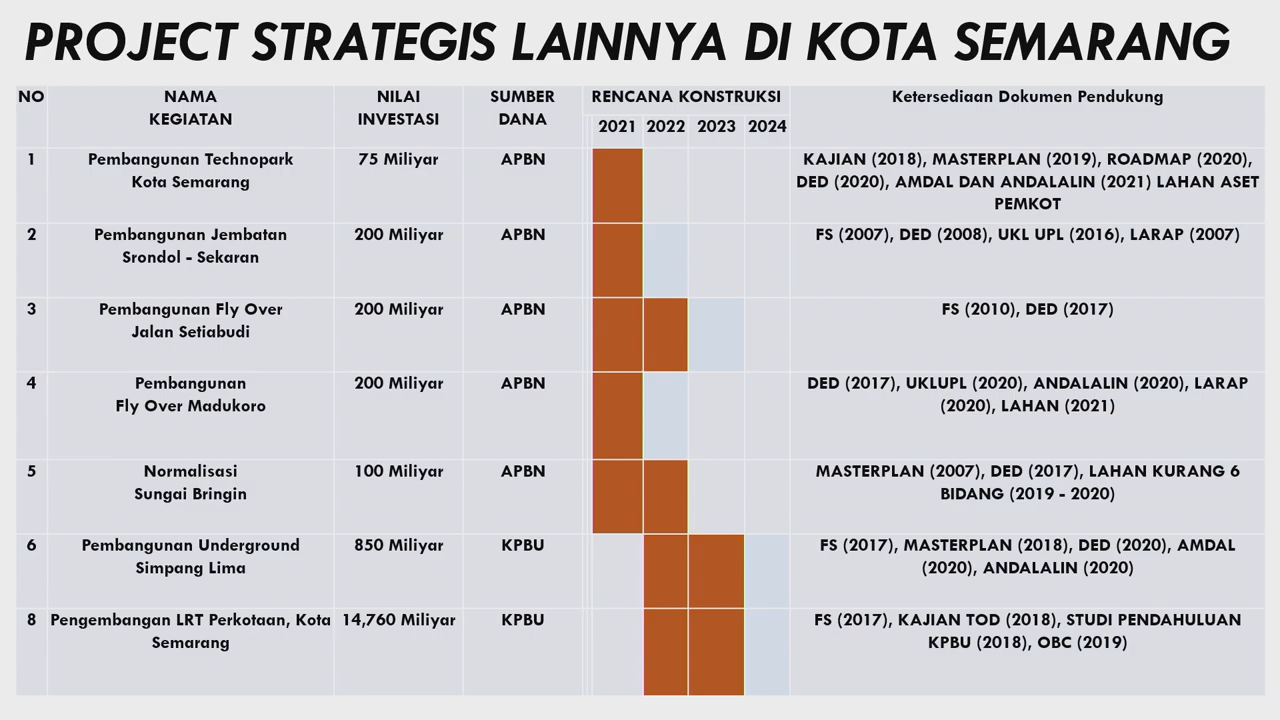 PROJECT STRATEGIS LAINNYA DI KOTA SEMARANG
NO
NAMA
KEGIATAN
NILAI
INVESTASI
SUMBER
DANA
RENCANA KONSTRUKSI
2021 2022 2023 2024
Ketersediaan Dokumen Pendukung
1
Pembangunan Technopark
Kota Semarang
75 Miliyar
APBN
KAJIAN (2018), MASTERPLAN (2019), ROADMAP (2020),
DED (2020), AMDAL DAN ANDALALIN (2021) LAHAN ASET
PEMKOT
2
Pembangunan Jembatan
Srondol - Sekaran
200 Miliyar
APBN
FS (2007), DED (2008), UKL UPL (2016), LARAP (2007)
3
Pembangunan Fly Over
Jalan Setiabudi
200 Miliyar
APBN
FS (2010), DED (2017)
4
Pembangunan
Fly Over Madukoro
200 Miliyar
APBN
DED (2017), UKLUPL (2020), ANDALALIN (2020), LARAP
(2020), LAHAN (2021)
5
Normalisasi
Sungai Bringin
100 Miliyar
APBN
MASTERPLAN (2007), DED (2017), LAHAN KURANG 6
BIDANG (2019 - 2020)
6
Pembangunan Underground
Simpang Lima
850 Miliyar
KPBU
FS (2017), MASTERPLAN (2018), DED (2020), AMDAL
(2020), ANDALALIN (2020)
8
Pengembangan LRT Perkotaan, Kota
Semarang
14,760 Miliyar
KPBU
FS (2017), KAJIAN TOD (2018), STUDI PENDAHULUAN
KPBU (2018), OBC (2019)